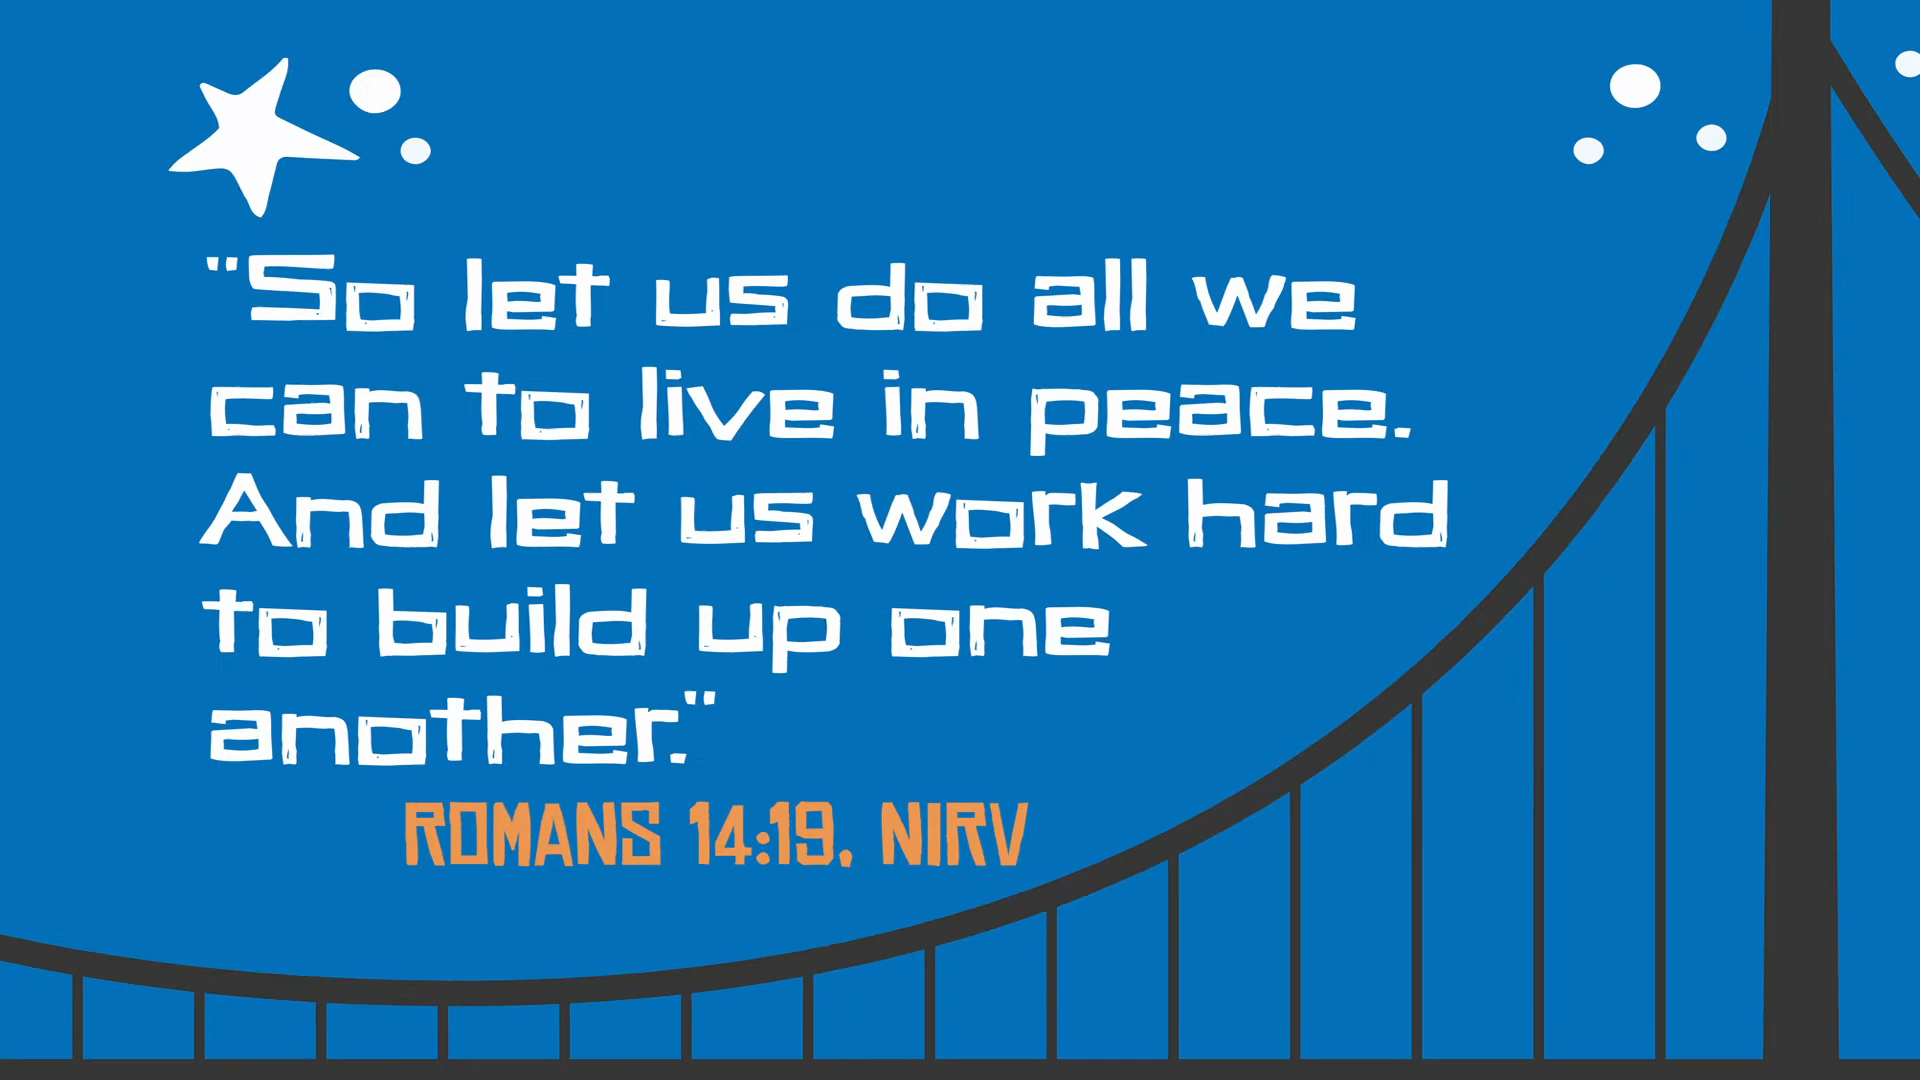 "So let us do all we
can to live in peace.
And let us work hard
to build up one
another."
ROMANS 14:19, NIRV